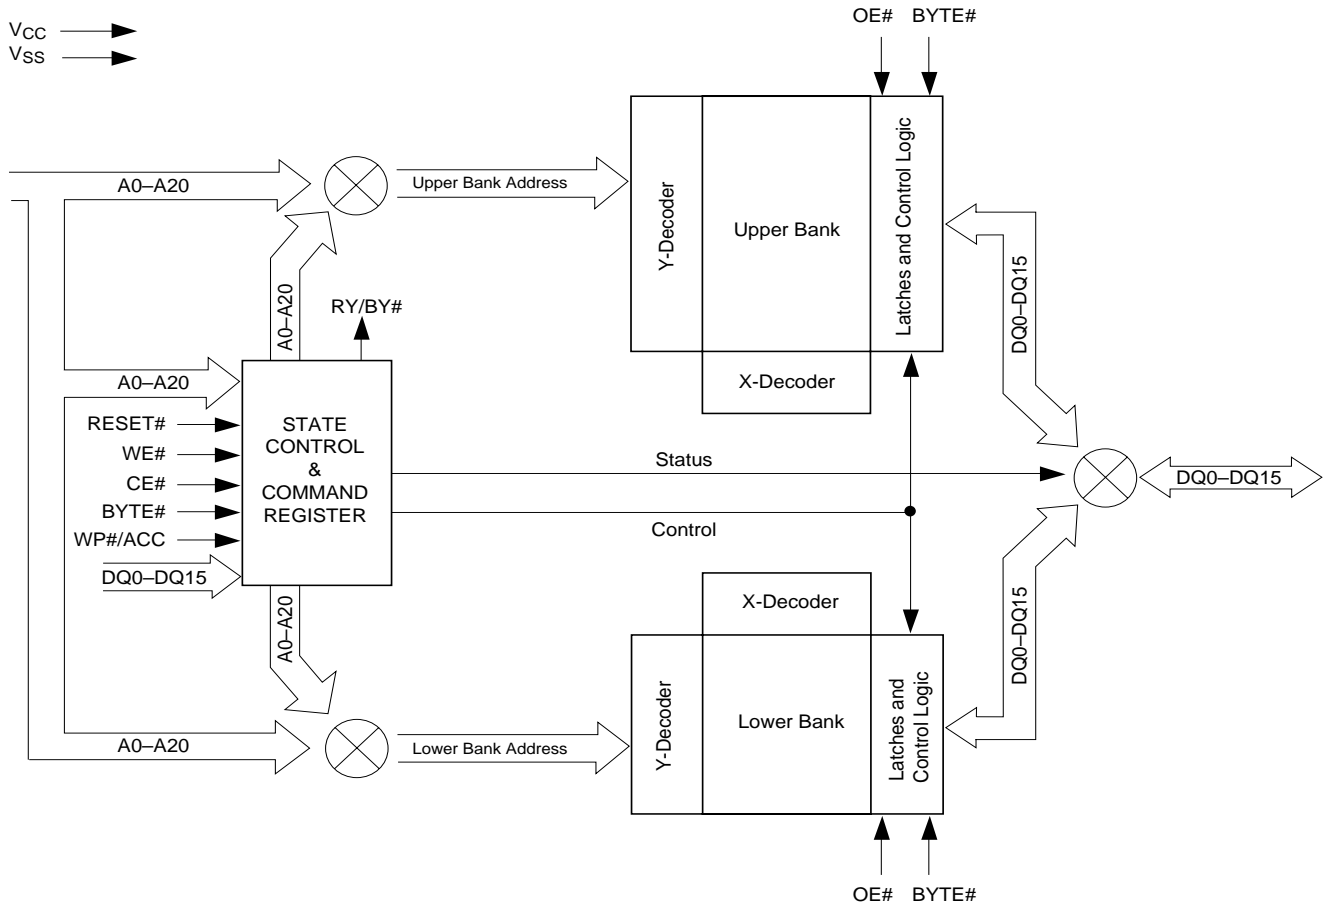 OE# BYTE#
VCC
VSS
A0–A20
Upper Bank Address
Y-Decoder
Upper Bank
Latches and Control Logic
X-Decoder
A0–A20
RY/BY#
DQ0–DQ15
A0–A20
RESET#
WE#
CE#
BYTE#
WP#/ACC
DQ0–DQ15
STATE
CONTROL
&
COMMAND
REGISTER
Status
Control
DQ0–DQ15
A0–A20
X-Decoder
Y-Decoder
Lower Bank
Latches and
Control Logic
DQ0–DQ15
A0–A20
Lower Bank Address
OE# BYTE#